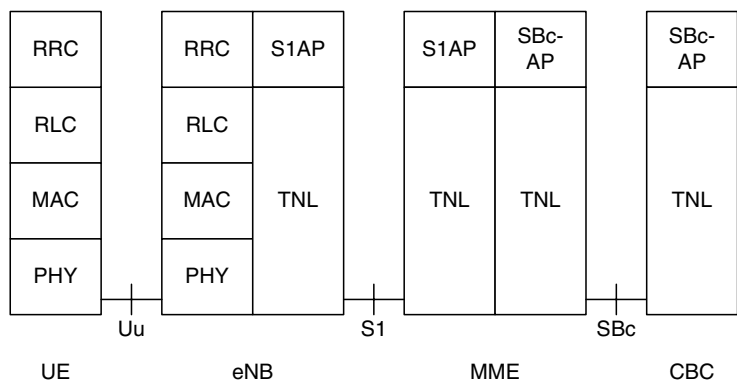 RRC RRC S1AP S1AP SBc- SBc-
AP AP
RLC RLC
MAC MAC TNL TNL TNL TNL
PHY PHY
Uu S1 SBc
UE eNB MME CBC